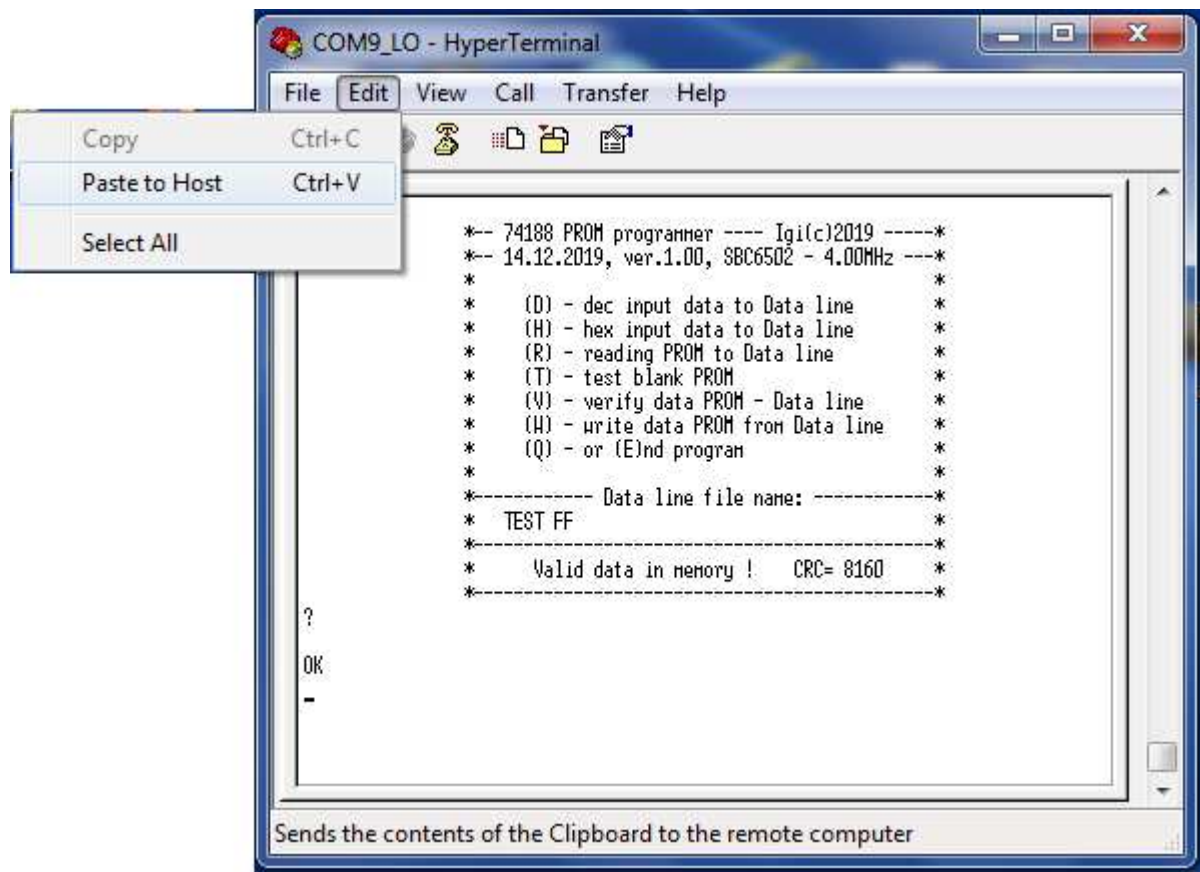 COM9_LO - HyperTerminal
File Edit View Call Transfer Help
Copy Ctrl+C
Paste to Host Ctrl+V
Select All
*-- 74188 PROM programmer ---- Igi(c)2019 -----*
*-- 14.12.2019, ver.1.00, SBC6502 - 4.00MHz ---*
* *
* (D) - dec input data to Data line *
* (H) - hex input data to Data line *
* (R) - reading PROM to Data line *
* (T) - test blank PROM *
* (V) - verify data PROM - Data line *
* (W) - write data PROM from Data line *
* (Q) - or (E)nd program *
* *
*------------ Data line file name: ------------*
* TEST FF *
*----------------------------------------------*
* Valid data in memory ! CRC= 8160 *
*----------------------------------------------*
?
OK
-
Sends the contents of the Clipboard to the remote computer